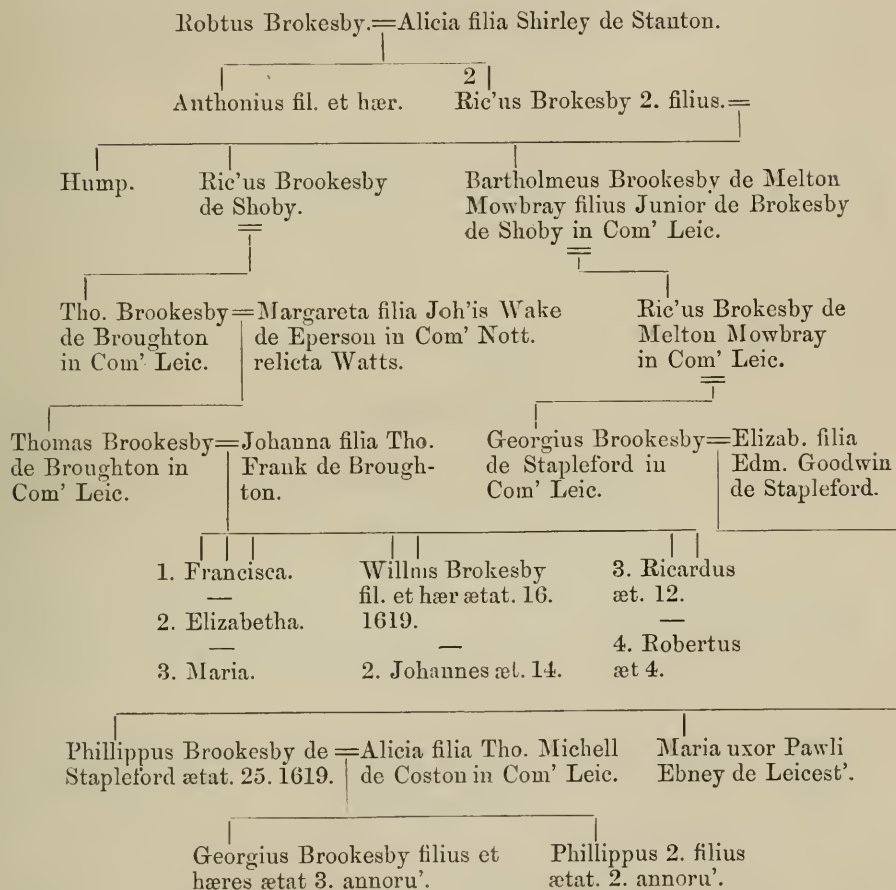 Robtus Brokesby.=Alicia filia Shirley de Stanton.
2
Anthonius fil. et hær.
Ric'us Brokesby 2. filius.=
Hump.
Ric'us Brookesby
de Shoby.
=
Bartholmeus Brookesby de Melton
Mowbray filius Junior de Brokesby
de Shoby in Com' Leic.
=
Tho. Brookesby=
de Broughton
in Com' Leic.
Margareta filia Joh'is Wake
de Eperson in Com' Nott.
relicta Watts.
Ric'us Brokesby de
Melton Mowbray
in Com' Leic.
=
Thomas Brookesby=
de Broughton in
Com' Leic.
Johanna filia Tho.
Frank de Brough-
ton.
Georgius Brookesby=
de Stapleford in
Com' Leic.
Elizab. filia
Edm. Goodwin
de Stapleford.
1. Francisca.
—
2. Elizabetha.
—
3. Maria.
Willms Brokesby
fil. et hær ætat. 16.
1619.
—
2. Johannes æt. 14.
3. Ricardus
æt. 12.
—
4. Robertus
æt 4.
Phillippus Brookesby de =
Stapleford ætat. 25. 1619.
Alicia filia Tho. Michell
de Coston in Com' Leic.
Maria uxor Pawli
Ebney de Leicest'.
Georgius Brookesby filius et
hæres ætat 3. annoru'.
Phillippus 2. filius
ætat. 2. annoru'.